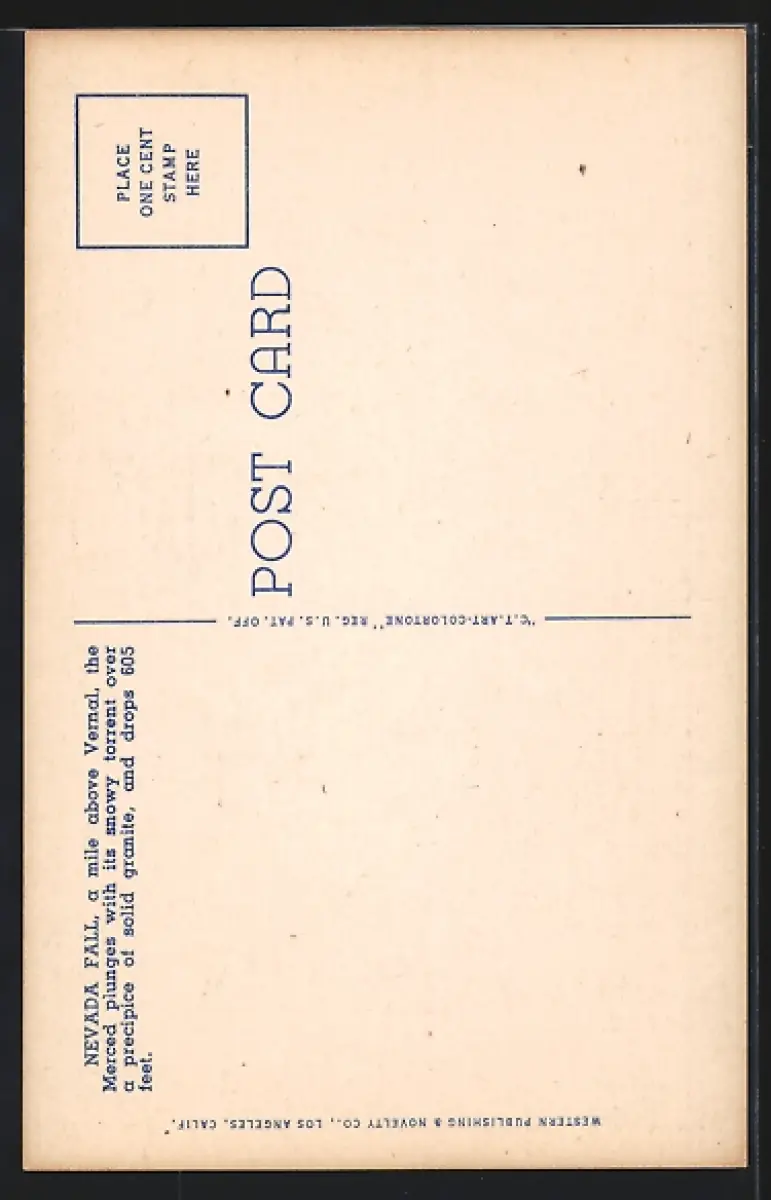 NEVADA FALL, a mile above Vernal, the
Merced plunges with its snowy torrent over
a precipice of solid granite, and drops 605
feet.
WESTERN PUBLISHING & NOVELTY CO., LOS ANGELES, CALIF.
"C.T.ART-COLORTONE" REG. U.S. PAT. OFF.
POST CARD
PLACE
ONE CENT
STAMP
HERE